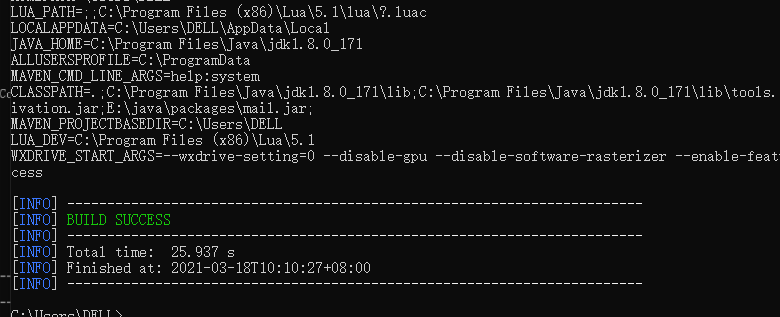 LUA_PATH=;;C:\Program Files (x86)\Lua\5.1\lua\?.luac
LOCALAPPDATA=C:\Users\DELL\AppData\Local
JAVA_HOME=C:\Program Files\Java\jdk1.8.0_171
ALLUSERSPROFILE=C:\ProgramData
MAVEN_CMD_LINE_ARGS=help:system
CLASSPATH=.;C:\Program Files\Java\jdk1.8.0_171\lib;C:\Program Files\Java\jdk1.8.0_171\lib\tools.
ivation.jar;E:\java\packages\mail.jar;
MAVEN_PROJECTBASEDIR=C:\Users\DELL
LUA_DEV=C:\Program Files (x86)\Lua\5.1
WXDRIVE_START_ARGS=--wxdrive-setting=0 --disable-gpu --disable-software-rasterizer --enable-feat
cess
[INFO] ------------------------------------------------------------------------
[INFO] BUILD SUCCESS
[INFO] ------------------------------------------------------------------------
[INFO] Total time:  25.937 s
[INFO] Finished at: 2021-03-18T10:10:27+08:00
[INFO] ------------------------------------------------------------------------
C:\Users\DELL>